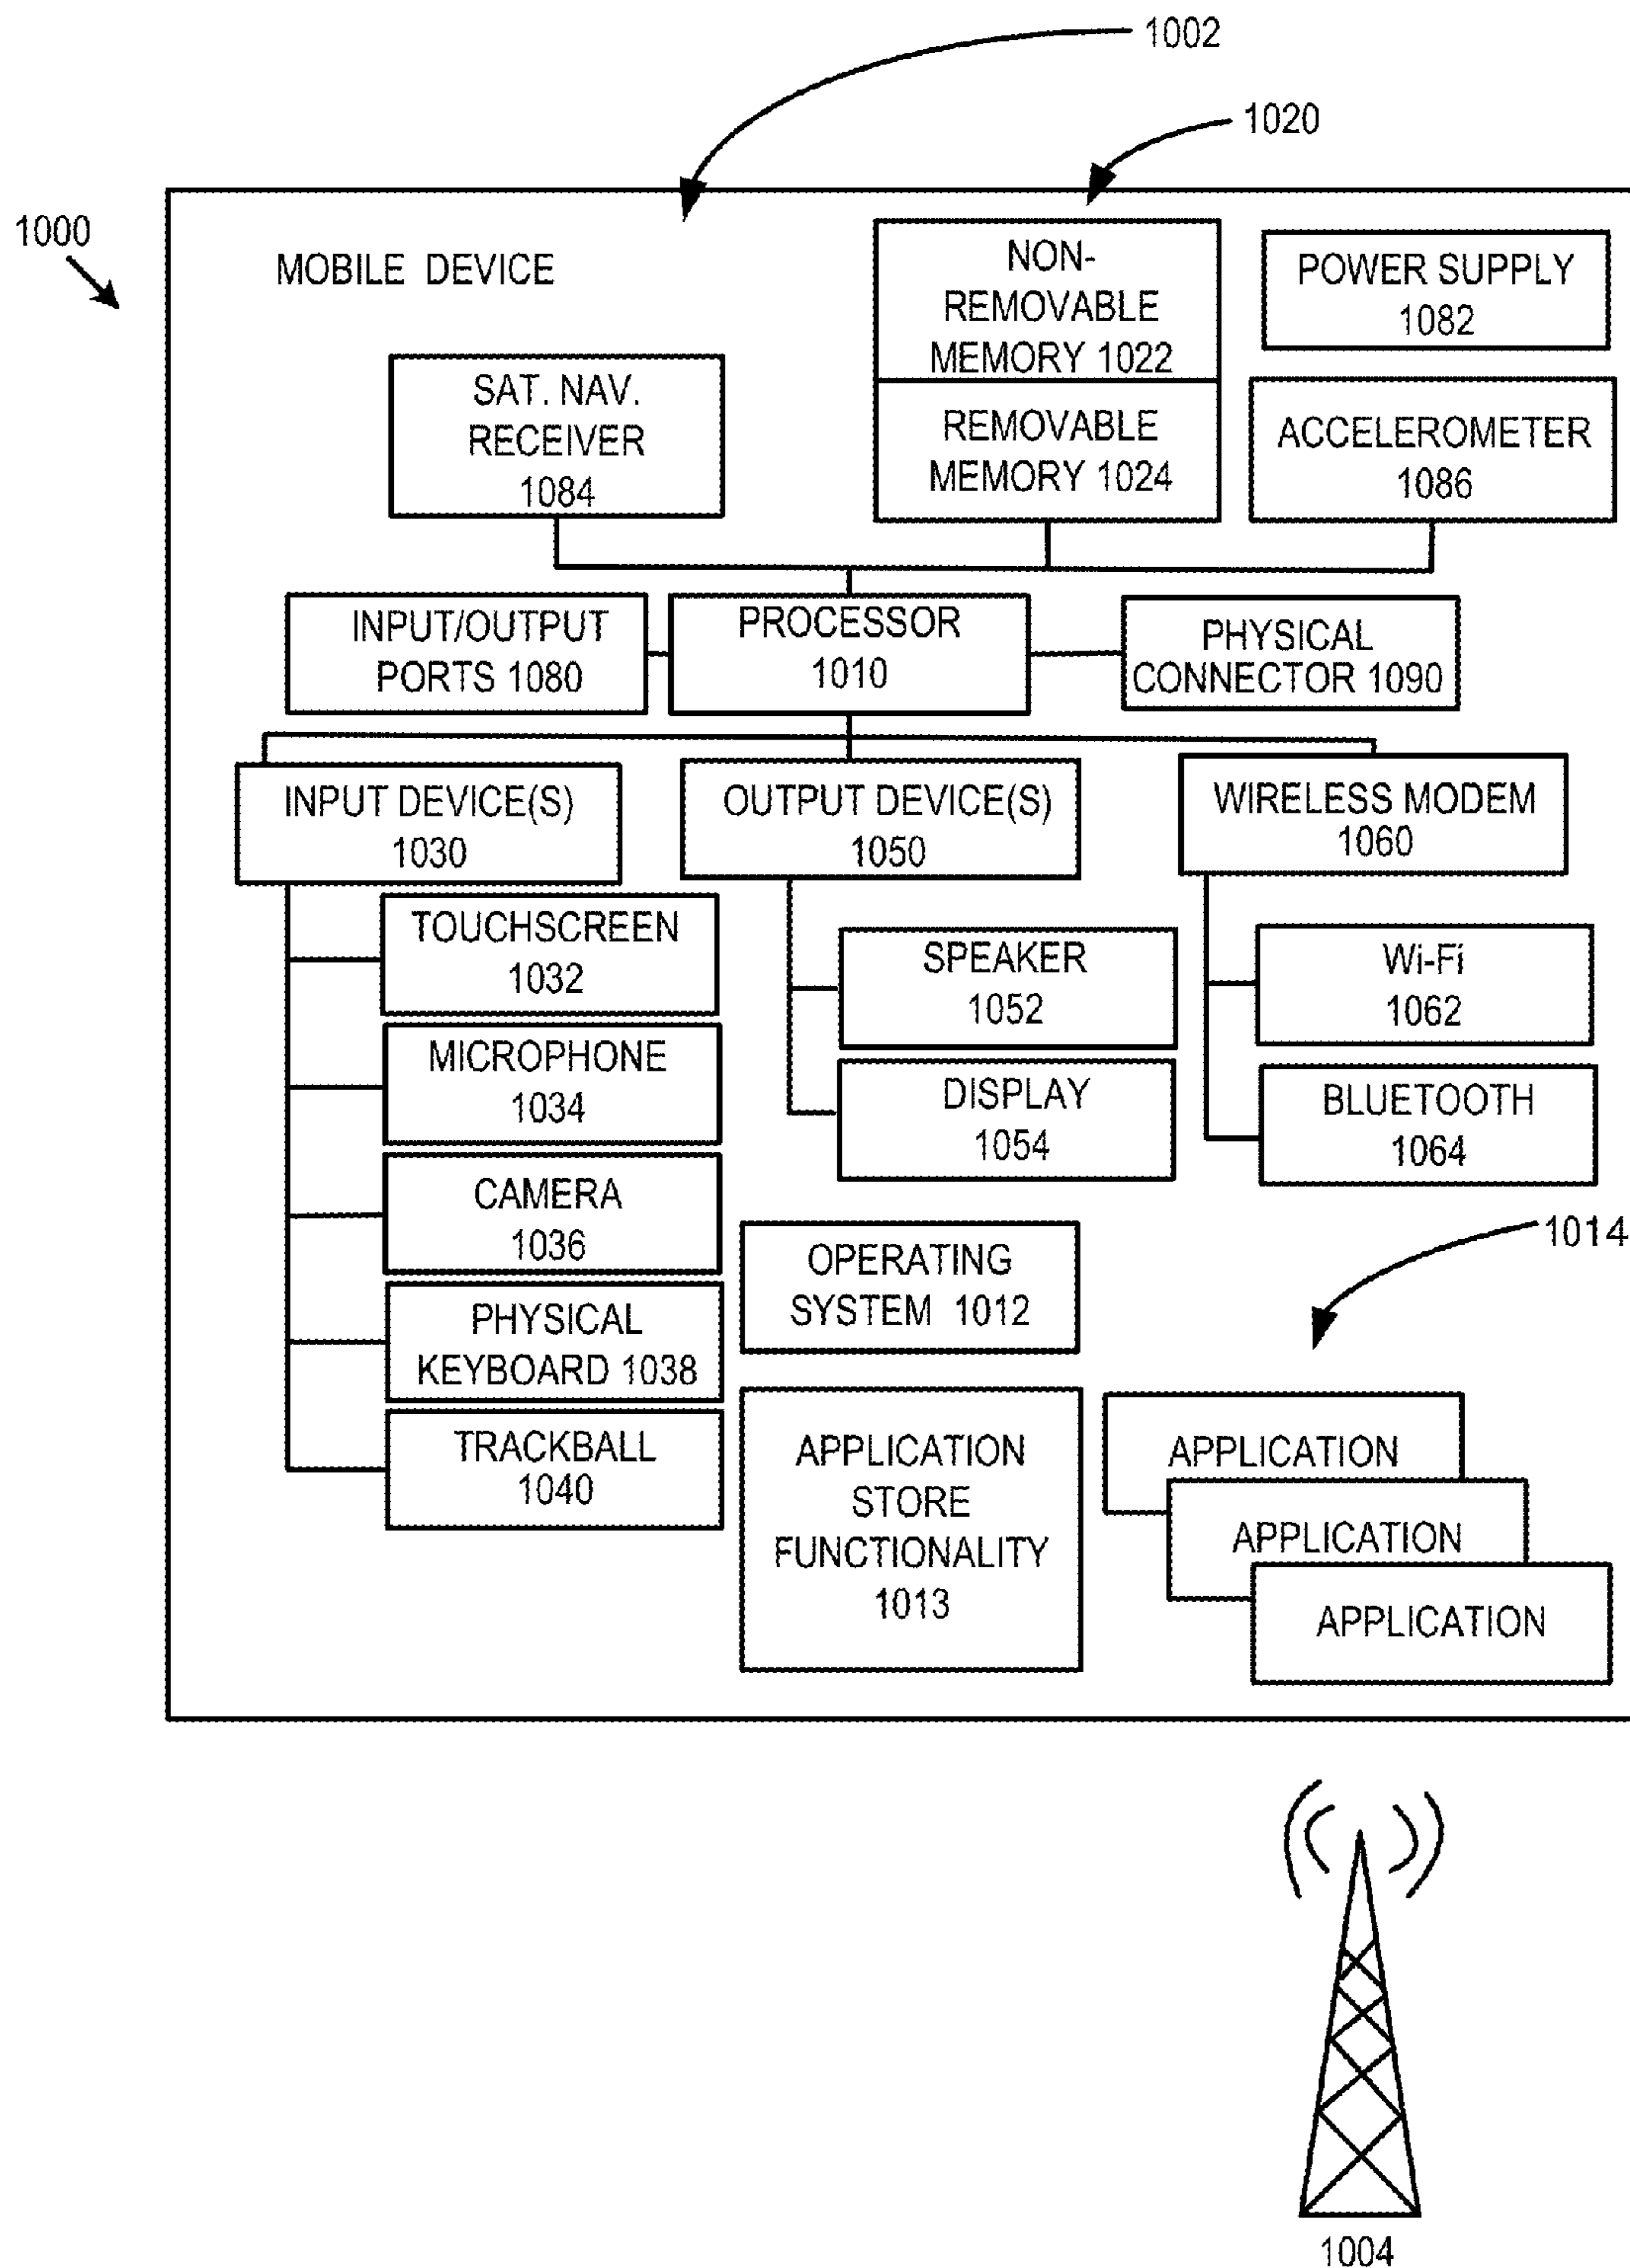 1002
1020
1000
MOBILE DEVICE
NON-
REMOVABLE
MEMORY 1022
POWER SUPPLY
1082
SAT. NAV.
RECEIVER
1084
REMOVABLE
MEMORY 1024
ACCELEROMETER
1086
INPUT/OUTPUT
PORTS 1080
PROCESSOR
1010
PHYSICAL
CONNECTOR 1090
INPUT DEVICE(S)
1030
OUTPUT DEVICE(S)
1050
WIRELESS MODEM
1060
TOUCHSCREEN
1032
MICROPHONE
1034
CAMERA
1036
PHYSICAL
KEYBOARD 1038
TRACKBALL
1040
SPEAKER
1052
DISPLAY
1054
Wi-Fi
1062
BLUETOOTH
1064
OPERATING
SYSTEM 1012
APPLICATION
STORE
FUNCTIONALITY
1013
1014
APPLICATION
APPLICATION
APPLICATION
1004